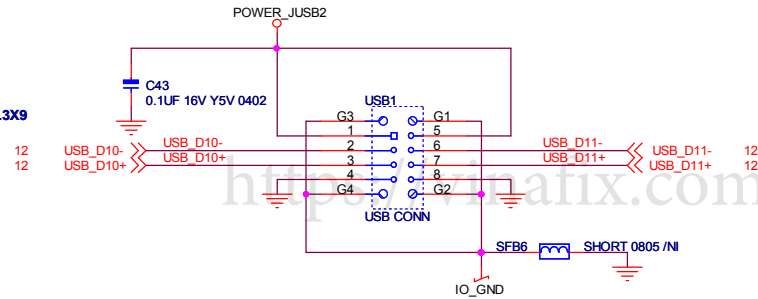 POWER_JUSB2
C43
0.1UF 16V Y5V 0402
.3X9
USB1
G3 G1
1 5
12 USB_D10- USB_D10- 2 6 USB_D11- USB_D11- 12
12 USB_D10+ USB_D10+ 3 7 USB_D11+ USB_D11+ 12
4 8
G4 G2
https://vinafix.com
USB CONN
SFB6 SHORT 0805 /NI
IO_GND